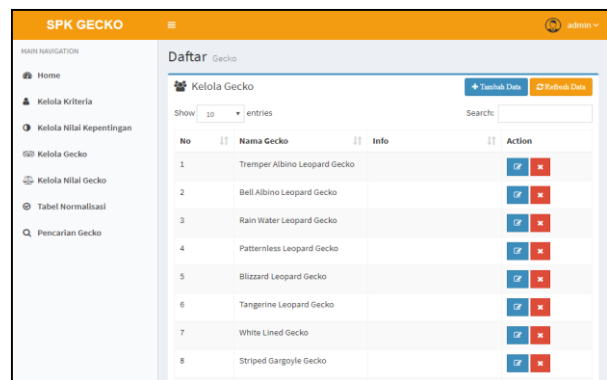 SPK GECKO
admin
MAIN NAVIGATION
Home
Kelola Kriteria
Kelola Nilai Kepentingan
Kelola Gecko
Kelola Nilai Gecko
Tabel Normalisasi
Pencarian Gecko
Daftar Gecko
Kelola Gecko
Tambah Data Refresh Data
Show 10 entries Search:
No Nama Gecko Info Action
1 Tremper Albino Leopard Gecko
2 Bell Albino Leopard Gecko
3 Rain Water Leopard Gecko
4 Patternless Leopard Gecko
5 Blizzard Leopard Gecko
6 Tangerine Leopard Gecko
7 White Lined Gecko
8 Striped Gargoyle Gecko